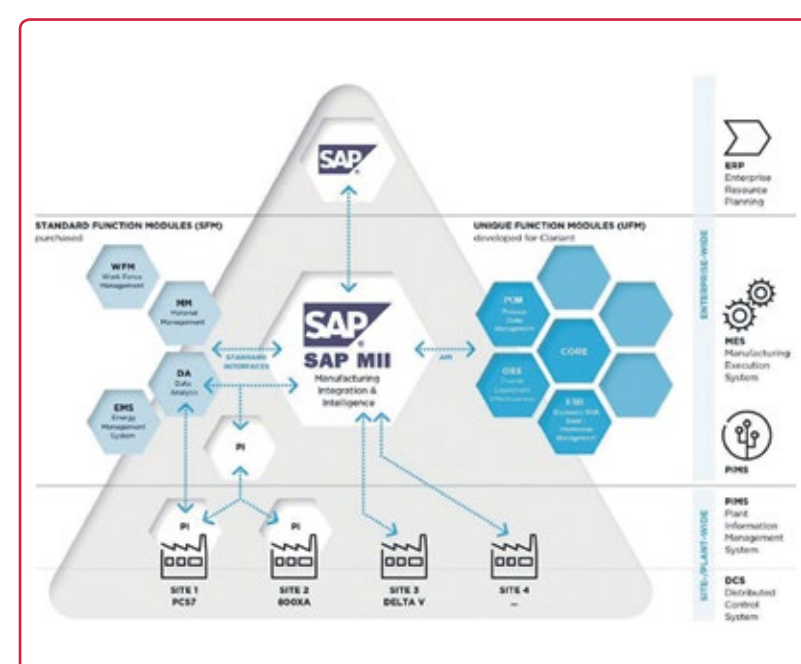 SAP
®
STANDARD FUNCTION MODULES (SFM)
purchased
WFM
Work Force
Management
MM
Material
Management
DA
Data
Analysis
EMS
Energy
Management
System
STANDARD
INTERFACES
SAP
®
SAP MII
Manufacturing
Integration &
Intelligence
API
UNIQUE FUNCTION MODULES (UFM)
developed for Clariant
Process
Data
Management
CORE
OEE
Overall
Equipment
Effectiveness
Management
PI
PI
PI
SITE 1
PCS7
SITE 2
800XA
SITE 3
DELTA V
SITE 4
...
ENTERPRISE-WIDE
SITE-/PLANT-WIDE
ERP
Enterprise
Resource
Planning
MES
Manufacturing
Execution
System
PIMS
PIMS
Plant
Information
Management
System
DCS
Distributed
Control
System